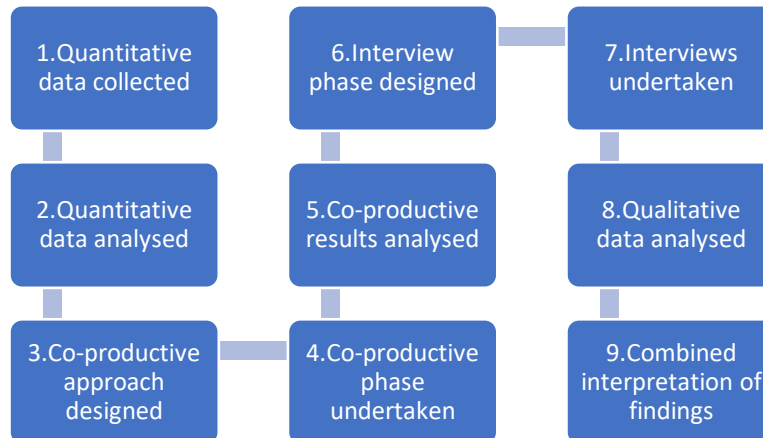 1.Quantitative
data collected
2.Quantitative
data analysed
3.Co-productive
approach
designed
4.Co-productive
phase
undertaken
5.Co-productive
results analysed
6.Interview
phase designed
7.Interviews
undertaken
8.Qualitative
data analysed
9.Combined
interpretation of
findings